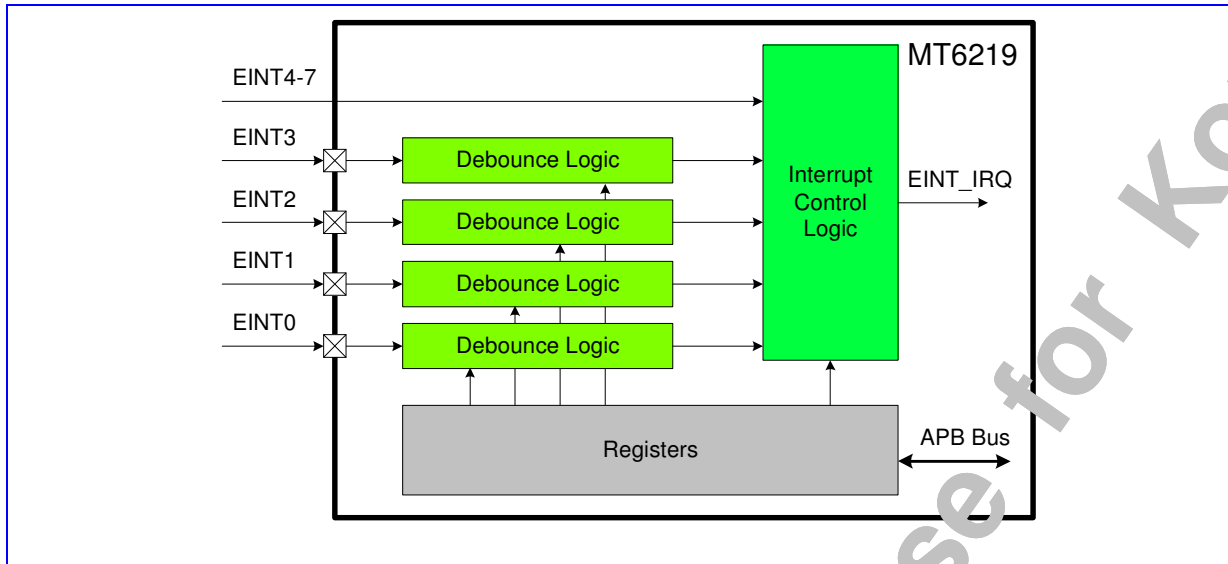 MT6219
EINT4-7
EINT3
EINT2
EINT1
EINT0
Debounce Logic
Debounce Logic
Debounce Logic
Debounce Logic
Interrupt
Control
Logic
EINT_IRQ
Registers
APB Bus
for